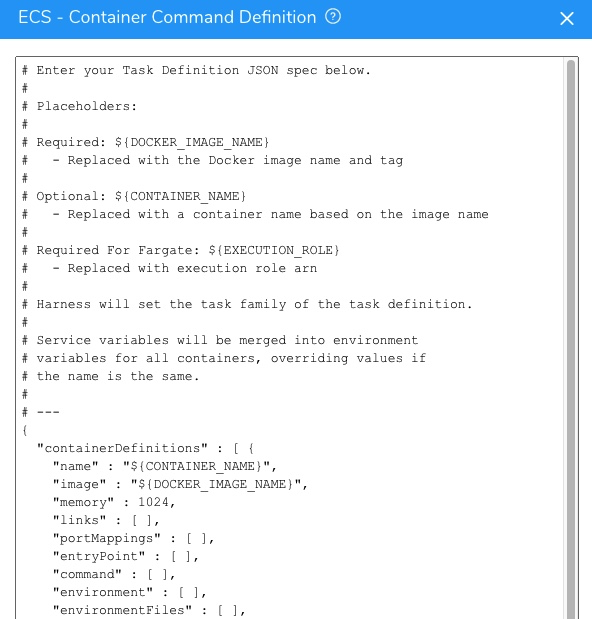 ECS - Container Command Definition
# Enter your Task Definition JSON spec below.
#
# Placeholders:
#
# Required: ${DOCKER_IMAGE_NAME}
#   - Replaced with the Docker image name and tag
#
# Optional: ${CONTAINER_NAME}
#   - Replaced with a container name based on the image name
#
# Required For Fargate: ${EXECUTION_ROLE}
#   - Replaced with execution role arn
#
# Harness will set the task family of the task definition.
#
# Service variables will be merged into environment
# variables for all containers, overriding values if
# the name is the same.
#
# ---
{
  "containerDefinitions" : [ {
    "name" : "${CONTAINER_NAME}",
    "image" : "${DOCKER_IMAGE_NAME}",
    "memory" : 1024,
    "links" : [ ],
    "portMappings" : [ ],
    "entryPoint" : [ ],
    "command" : [ ],
    "environment" : [ ],
    "environmentFiles" : [ ],